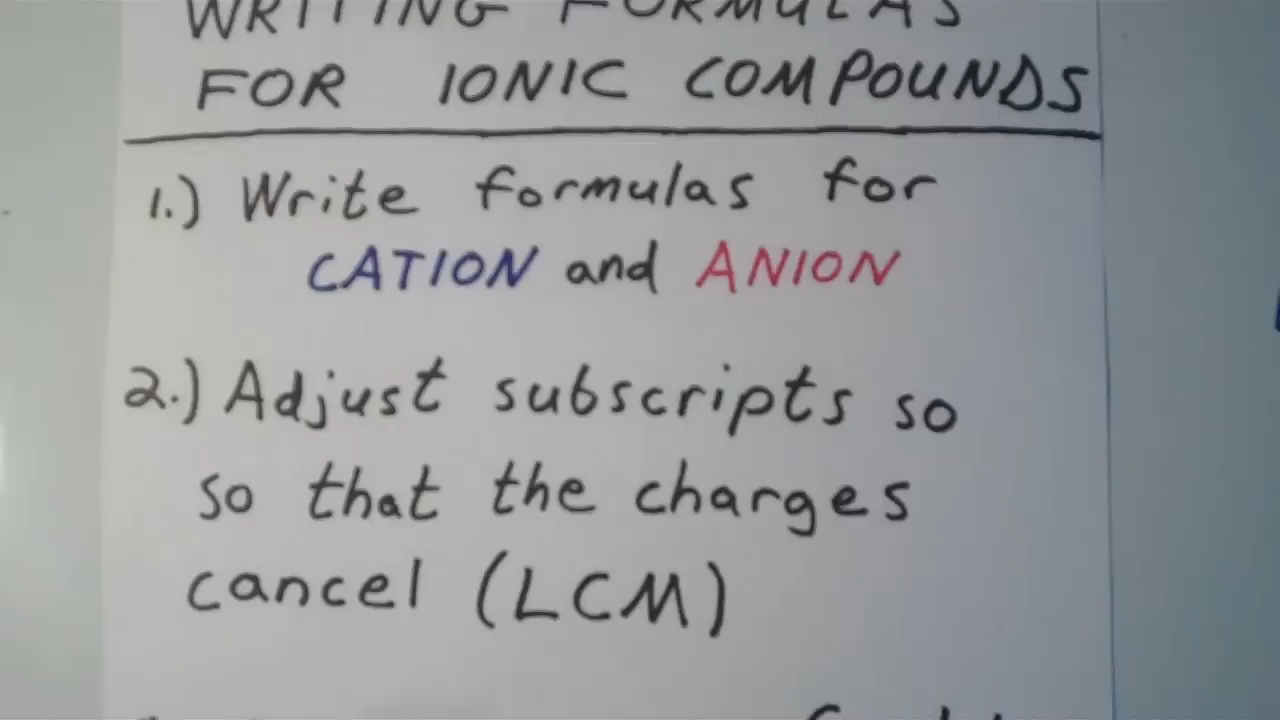 WRITING FORMULAS
FOR IONIC COMPOUNDS
1.) Write formulas for
CATION and ANION
2.) Adjust subscripts so
so that the charges
cancel (LCM)